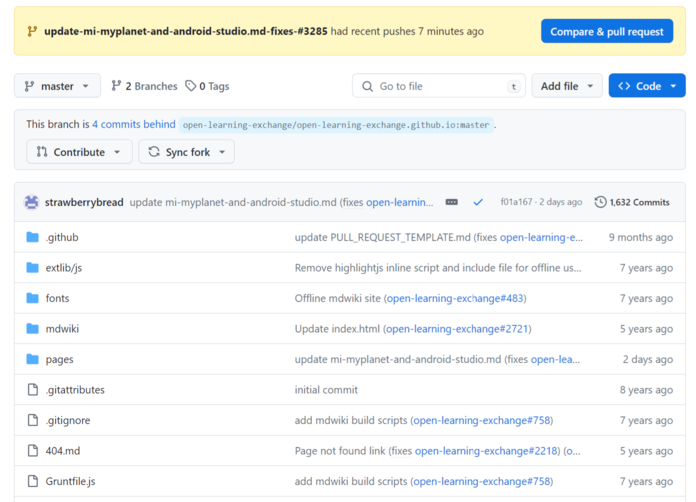 update-mi-myplanet-and-android-studio.md-fixes-#3285 had recent pushes 7 minutes ago Compare & pull request
master 2 Branches 0 Tags Go to file t Add file Code
This branch is 4 commits behind open-learning-exchange/open-learning-exchange.github.io:master .
Contribute Sync fork
strawberrybread update mi-myplanet-and-android-studio.md (fixes open-learnin... f01a167 · 2 days ago 1,632 Commits
.github update PULL_REQUEST_TEMPLATE.md (fixes open-learning-e... 9 months ago
extlib/js Remove highlightjs inline script and include file for offline us... 7 years ago
fonts Offline mdwiki site (open-learning-exchange#483) 7 years ago
mdwiki Update index.html (open-learning-exchange#2721) 5 years ago
pages update mi-myplanet-and-android-studio.md (fixes open-lea... 2 days ago
.gitattributes initial commit 8 years ago
.gitignore add mdwiki build scripts (open-learning-exchange#758) 7 years ago
404.md Page not found link (fixes open-learning-exchange#2218) (o... 5 years ago
Gruntfile.js add mdwiki build scripts (open-learning-exchange#758) 7 years ago